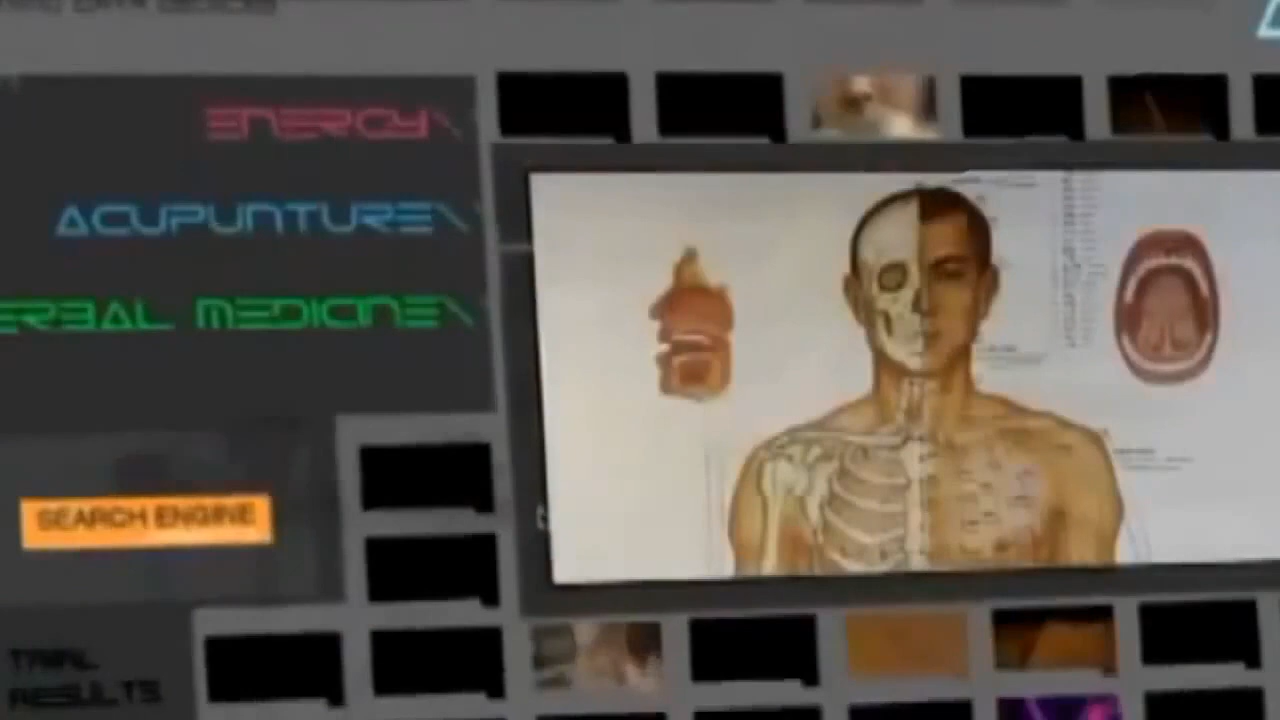 ENERGY\
ACUPUNTURE\
ERBAL MEDICINE\
SEARCH ENGINE
TRIAL
RESULTS